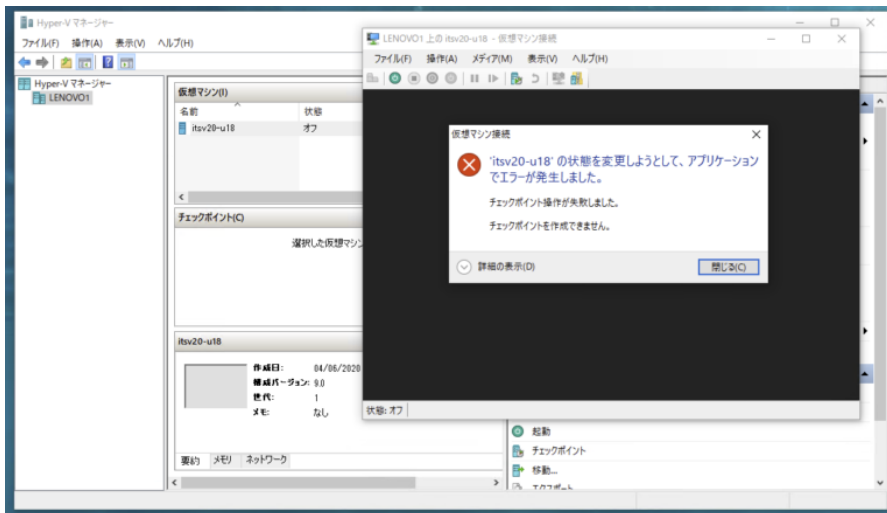 Hyper-V マネージャー
ファイル(F) 操作(A) 表示(V) ヘルプ(H)
Hyper-V マネージャー
LENOVO1
仮想マシン(I)
名前 状態
itsv20-u18 オフ
チェックポイント(C)
選択した仮想マシン
itsv20-u18
作成日: 04/06/2020
構成バージョン: 9.0
世代: 1
メモ: なし
要約 メモリ ネットワーク
LENOVO1 上の itsv20-u18 - 仮想マシン接続
ファイル(F) 操作(A) メディア(M) 表示(V) ヘルプ(H)
仮想マシン接続
'itsv20-u18' の状態を変更しようとして、アプリケーション
でエラーが発生しました。
チェックポイント操作が失敗しました。
チェックポイントを作成できません。
詳細の表示(D) 閉じる(C)
状態: オフ
起動
チェックポイント
移動...
エクスポート